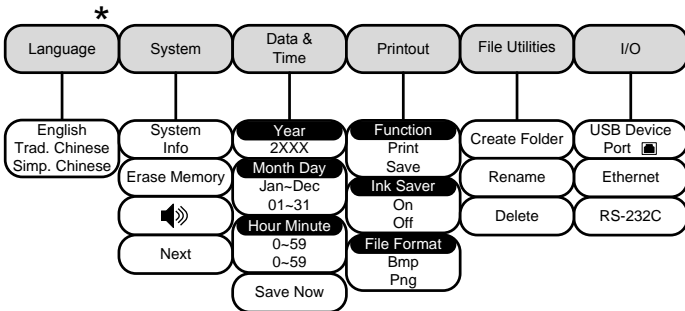 *
Language
System
Data &
Time
Printout
File Utilities
I/O
English
Trad. Chinese
Simp. Chinese
System
Info
Erase Memory
Next
Year
2XXX
Month Day
Jan~Dec
01~31
Hour Minute
0~59
0~59
Save Now
Function
Print
Save
Ink Saver
On
Off
File Format
Bmp
Png
Create Folder
Rename
Delete
USB Device
Port
Ethernet
RS-232C